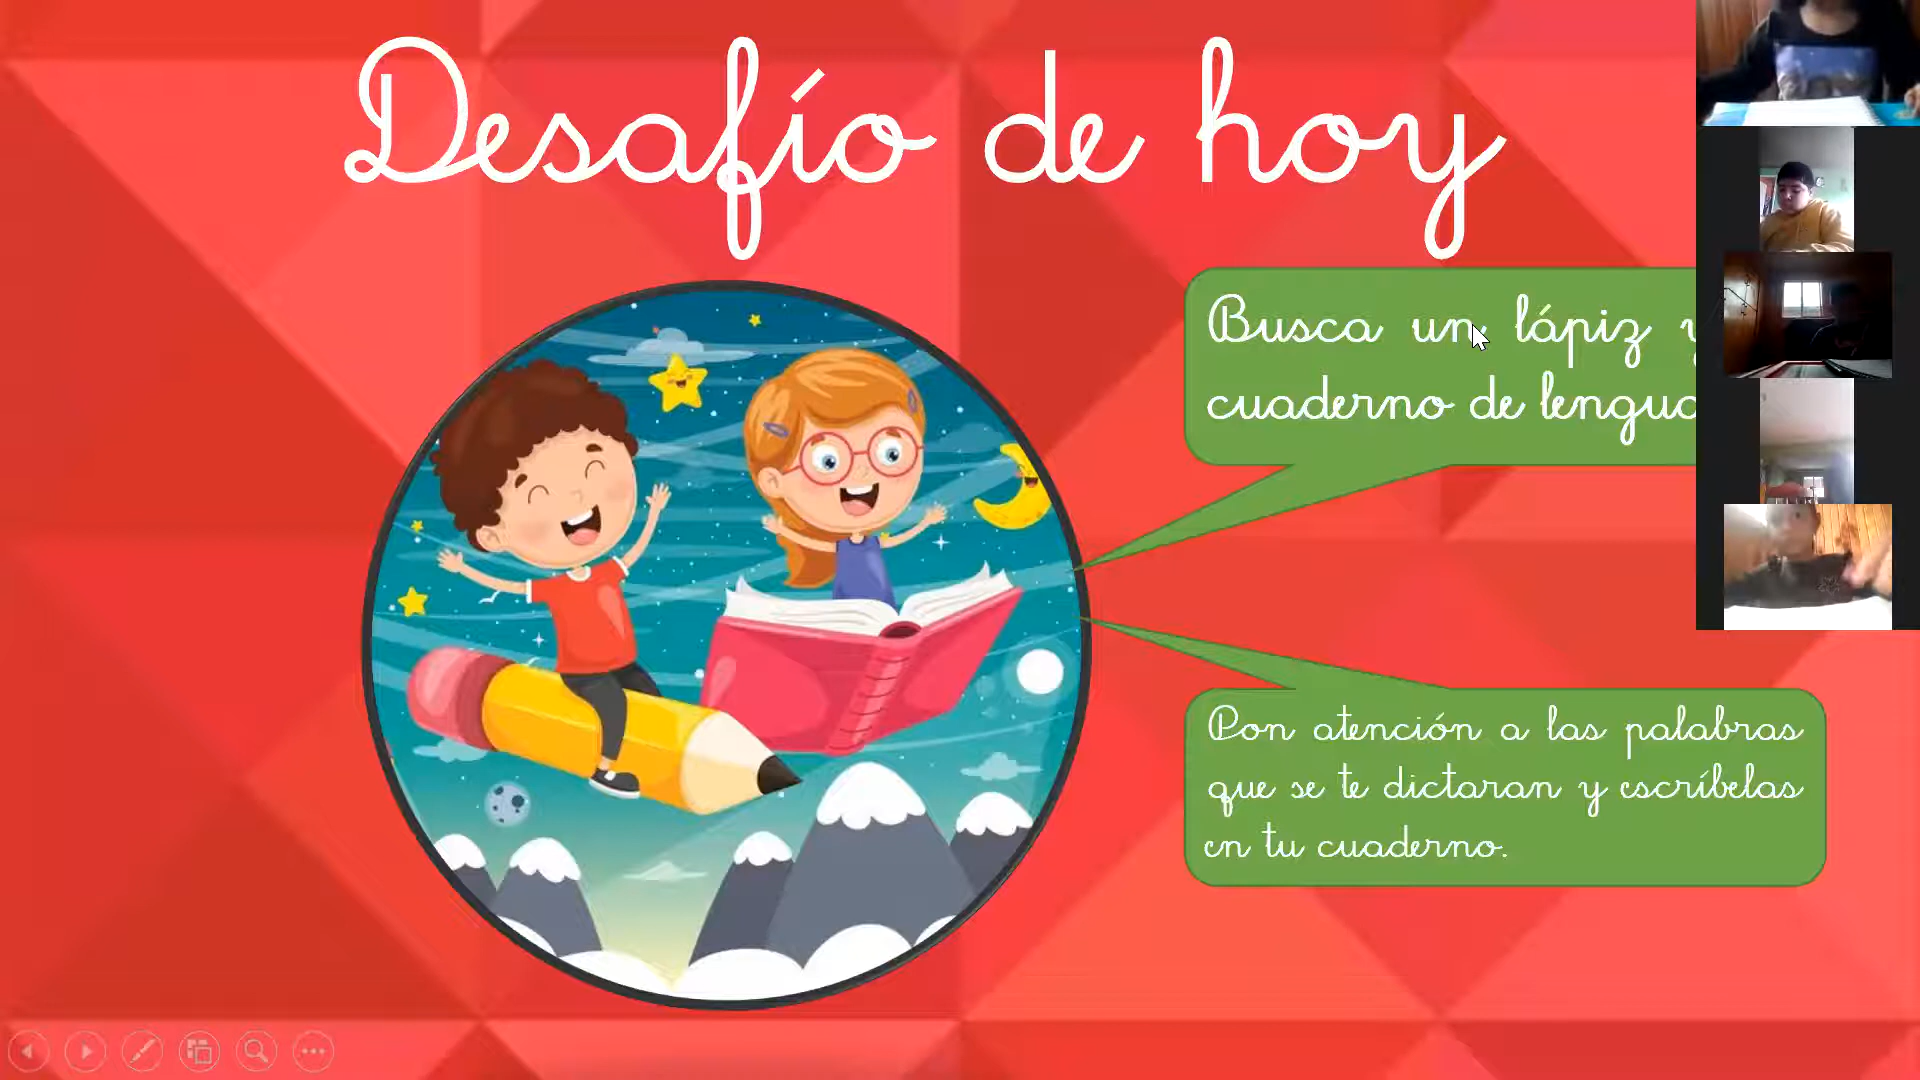 Desafío de hoy
Busca un lápiz y
cuaderno de lengua
Pon atención a las palabras
que se te dictaran y escríbelas
en tu cuaderno.